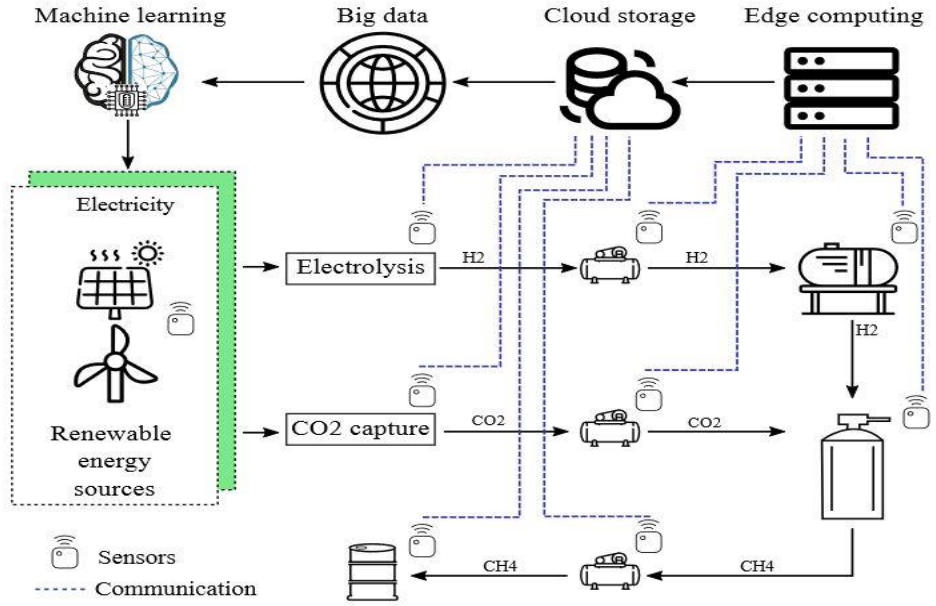 Machine learning
Big data
Cloud storage
Edge computing
Electricity
Renewable
energy
sources
Electrolysis
H2
H2
H2
CO2 capture
CO2
CO2
CH4
CH4
Sensors
Communication